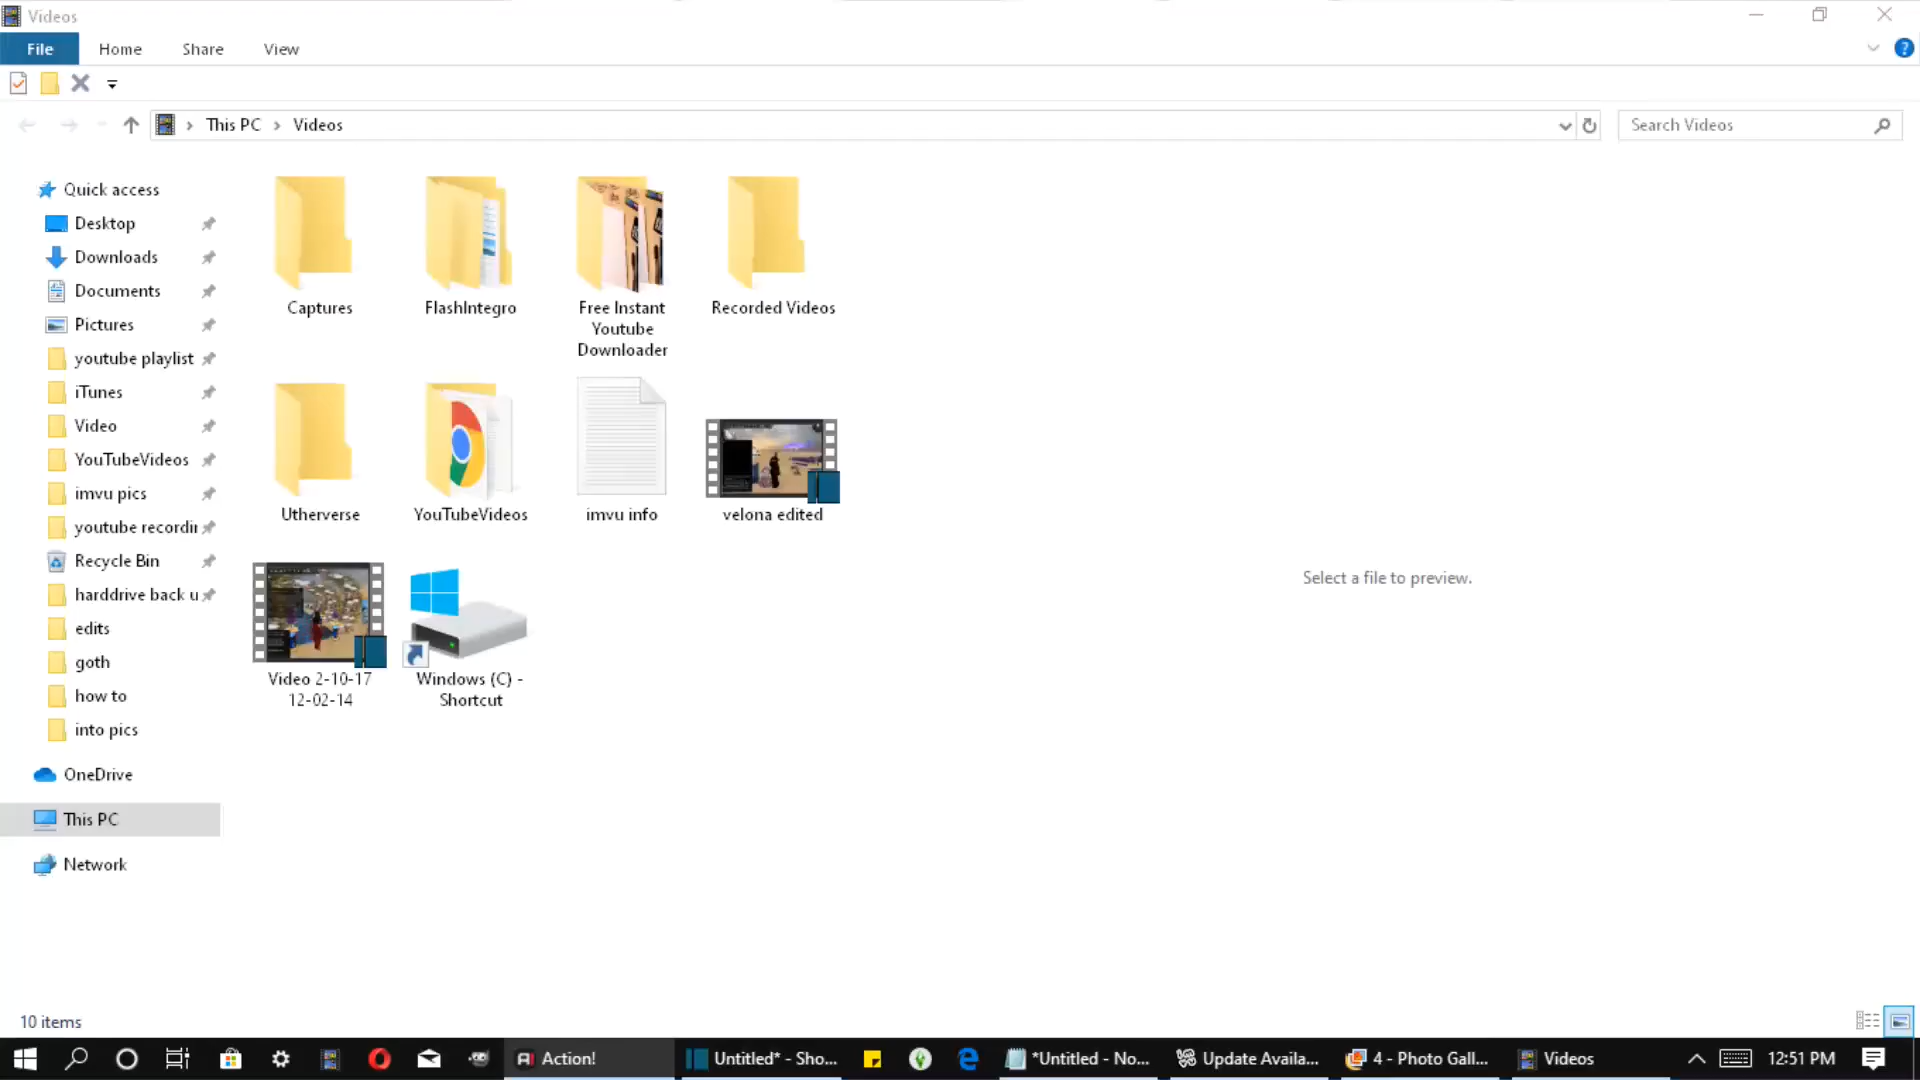 Videos
File Home Share View
This PC Videos
Search Videos
Quick access
Desktop
Downloads
Documents
Pictures
youtube playlist
iTunes
Video
YouTubeVideos
imvu pics
youtube recordin
Recycle Bin
harddrive back u
edits
goth
how to
into pics
OneDrive
This PC
Network
Captures
FlashIntegro
Free Instant
Youtube
Downloader
Recorded Videos
Utherverse
YouTubeVideos
imvu info
velona edited
Video 2-10-17
12-02-14
Windows (C) -
Shortcut
Select a file to preview.
10 items
Action!
Untitled* - Sho...
*Untitled - No...
Update Availa...
4 - Photo Gall...
Videos
12:51 PM